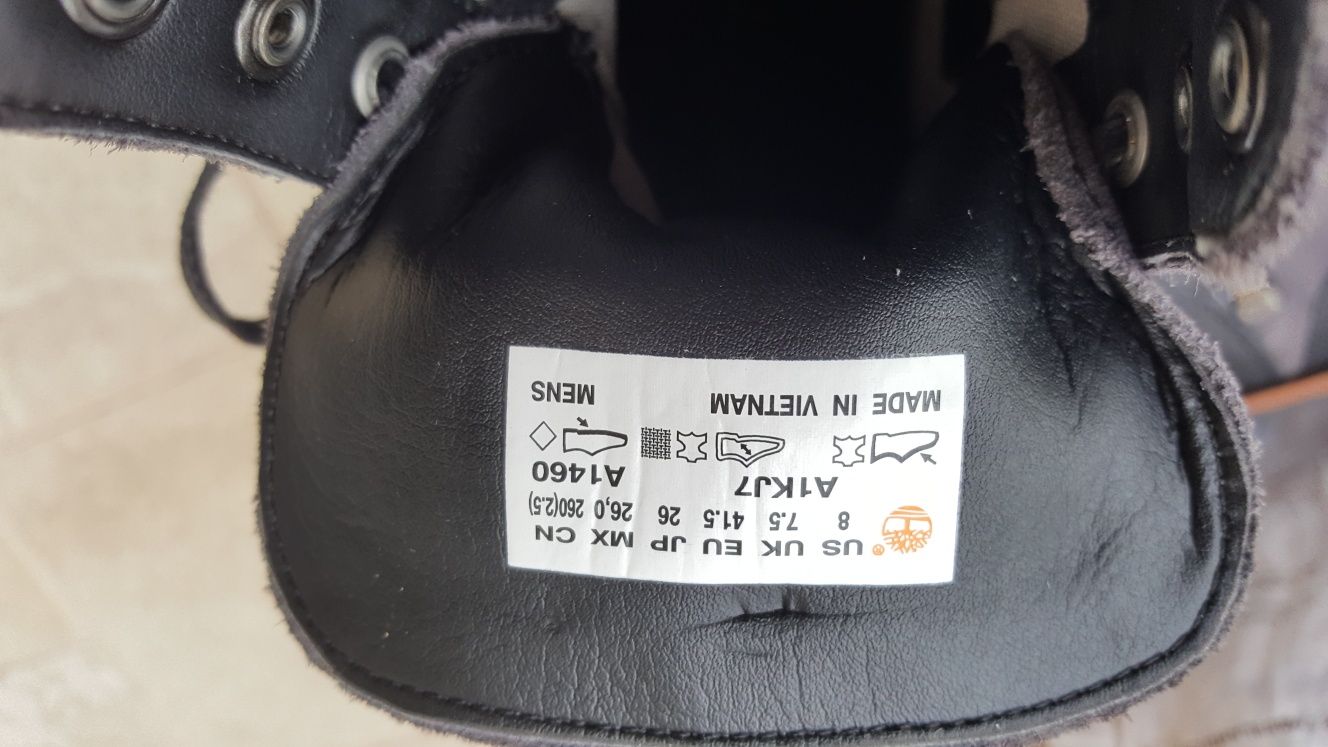 US UK EU JP MX CN
8 7.5 41.5 26 26,0 260(2.5)
A1KJ7 A1460
MADE IN VIETNAM MENS